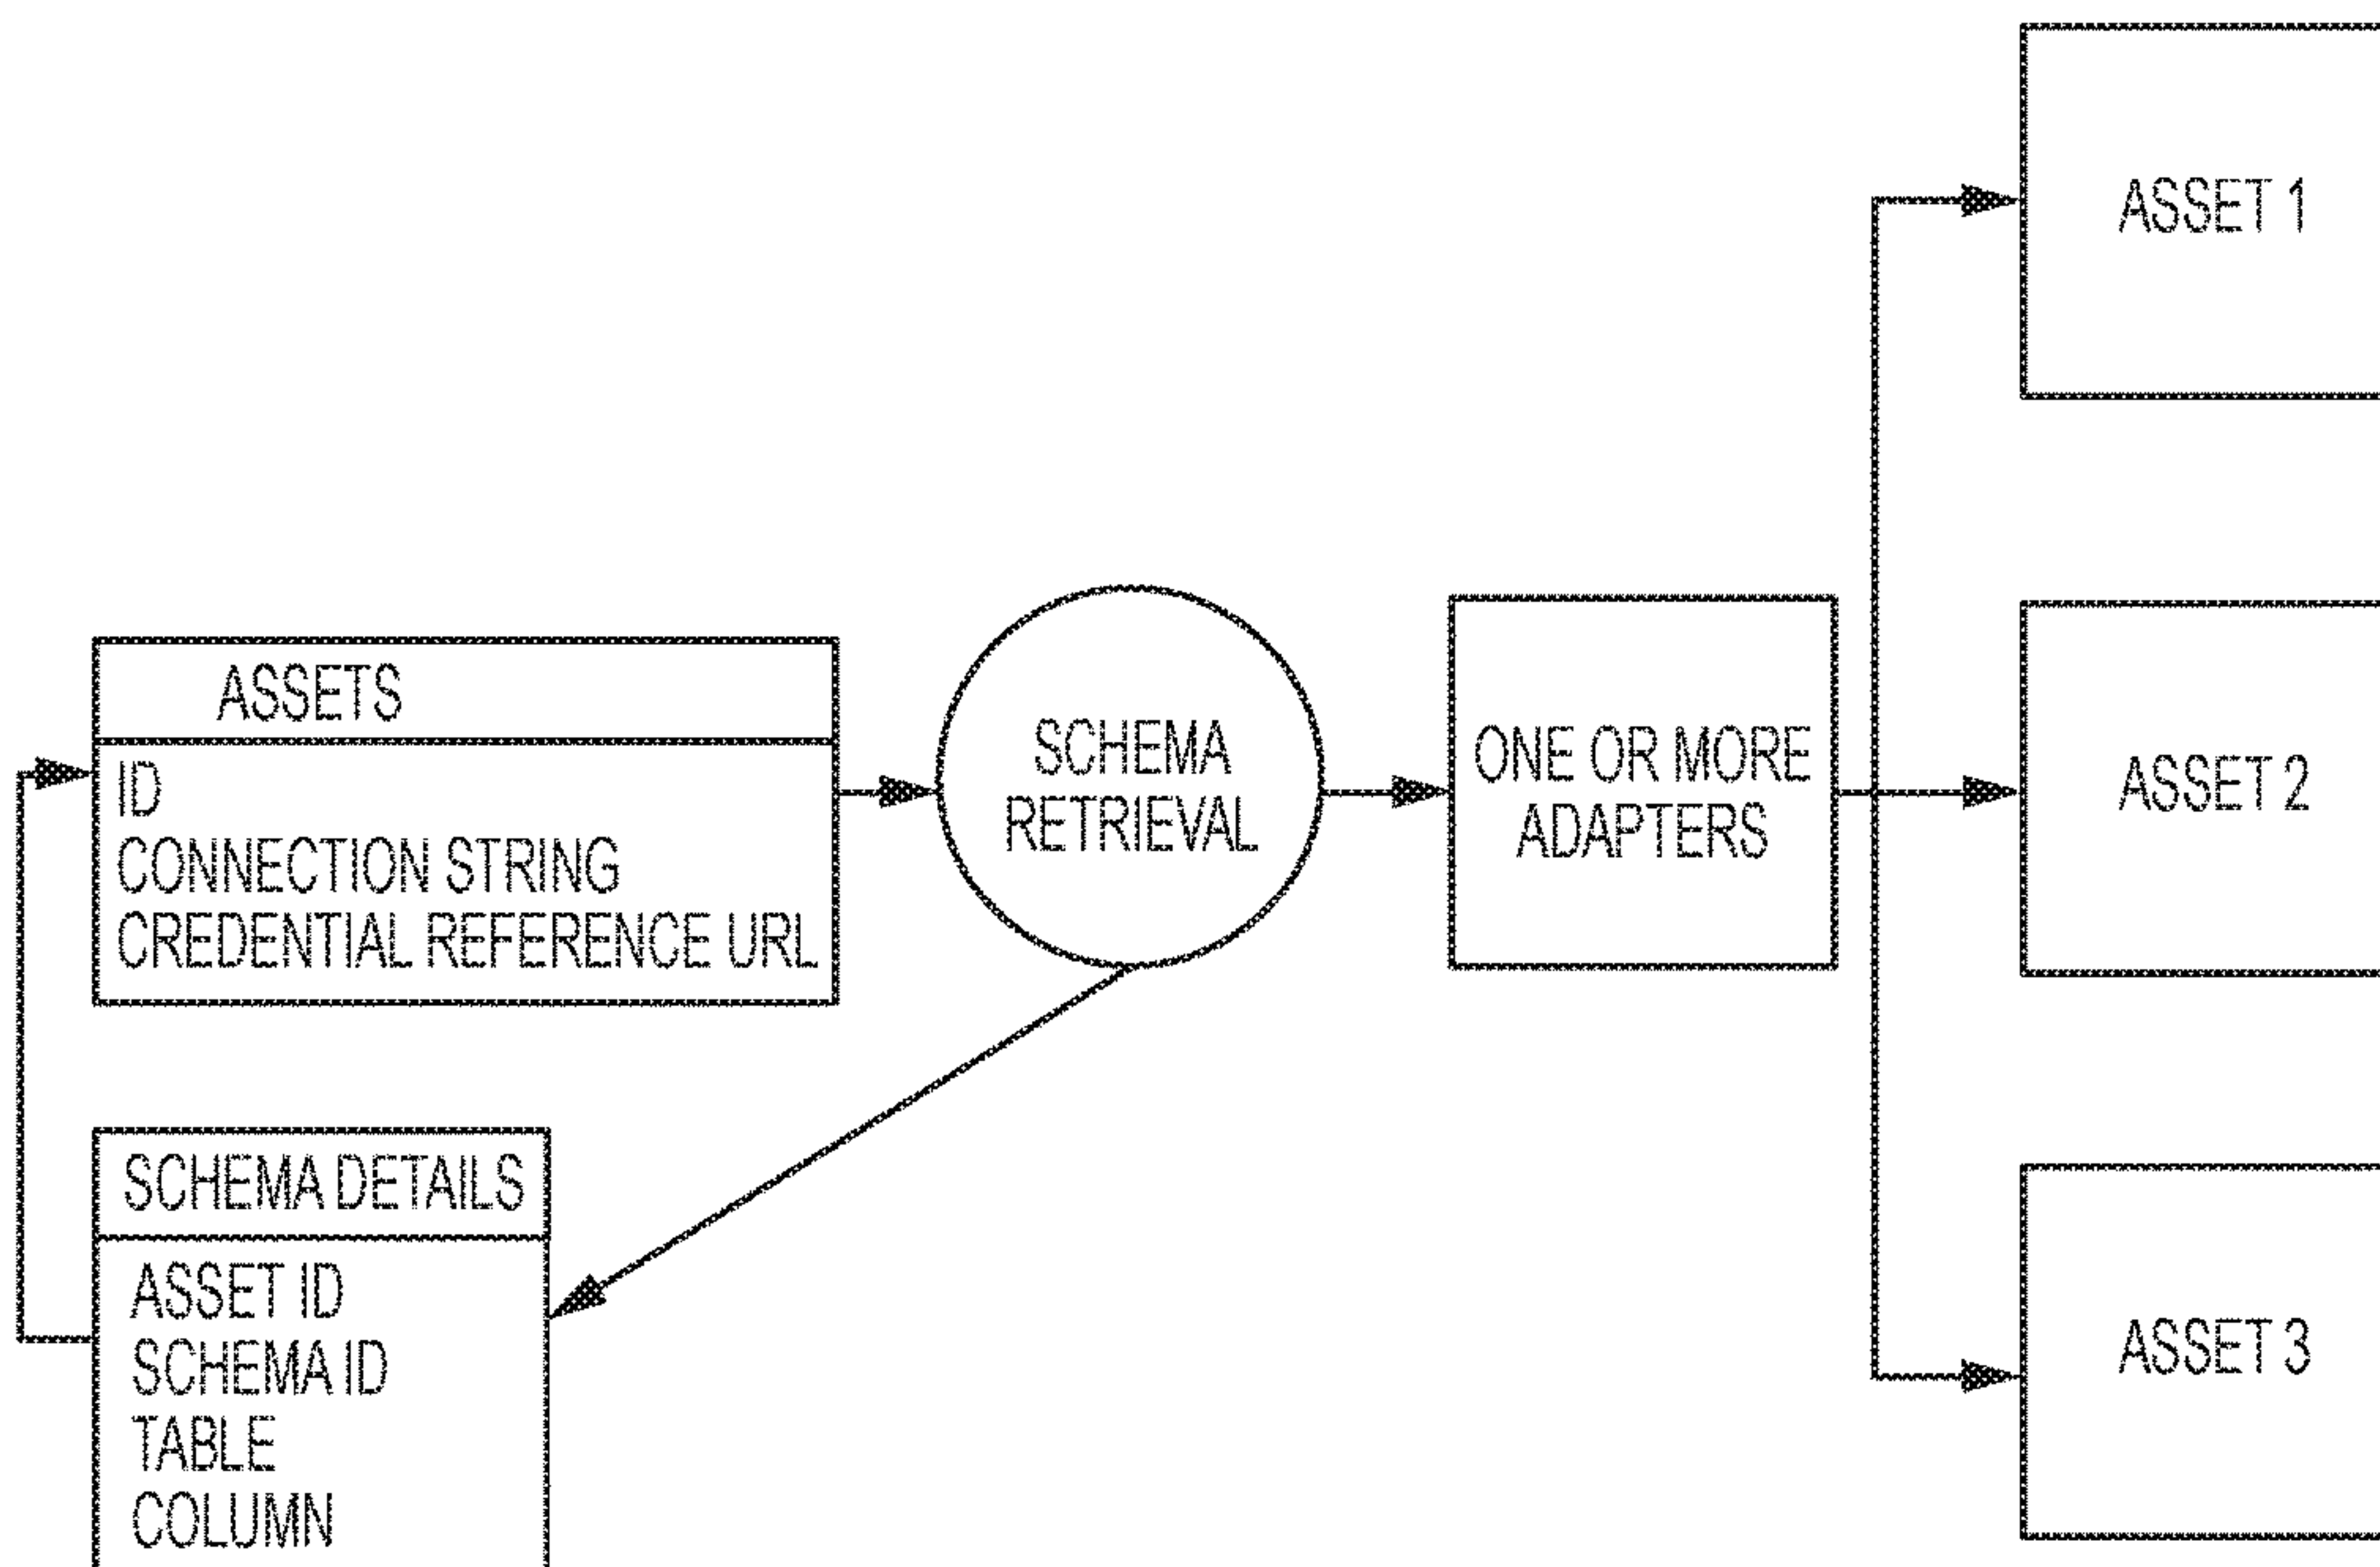 ASSETS
ID
CONNECTION STRING
CREDENTIAL REFERENCE URL
SCHEMA DETAILS
ASSET ID
SCHEMA ID
TABLE
COLUMN
SCHEMA
RETRIEVAL
ONE OR MORE
ADAPTERS
ASSET 1
ASSET 2
ASSET 3